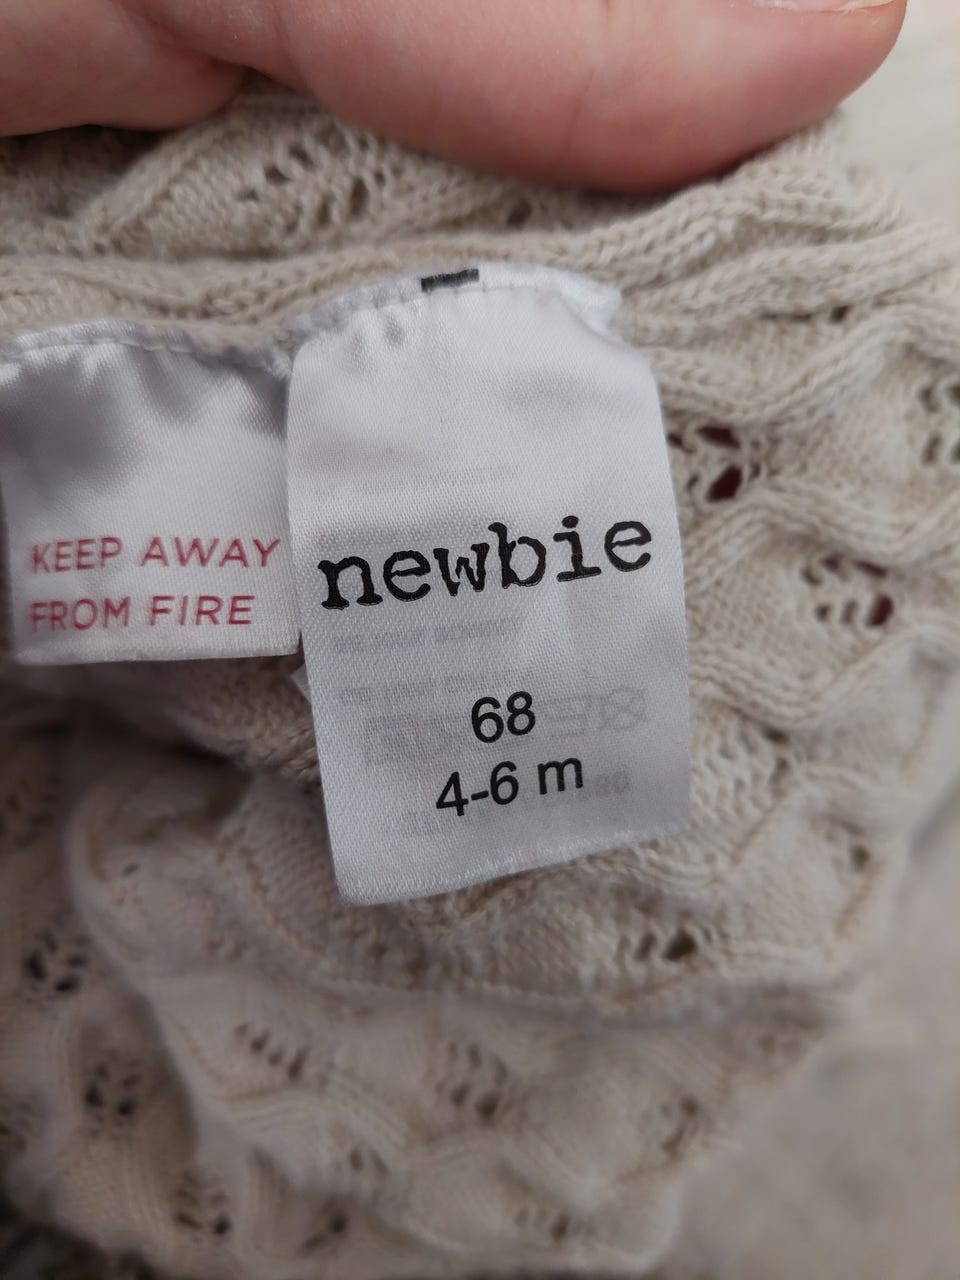 KEEP AWAY
FROM FIRE
newbie
68
4-6 m